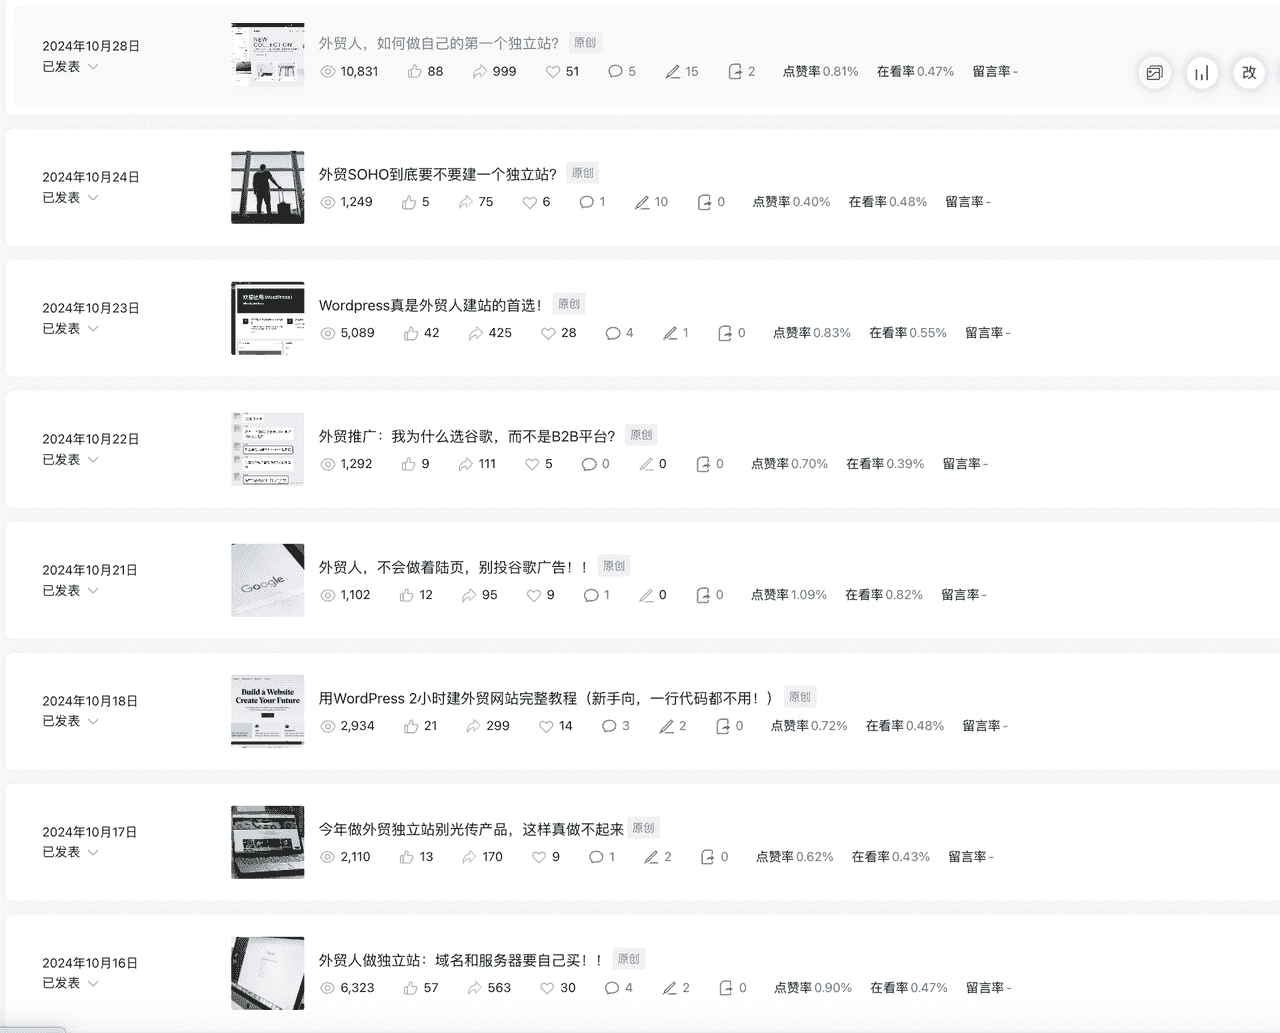 2024年10月28日
已发表
NEW
COLLECTION
外贸人，如何做自己的第一个独立站？ 原创
10,831 88 999 51 5 15 2 点赞率 0.81% 在看率 0.47% 留言率 -
改
2024年10月24日
已发表
外贸SOHO到底要不要建一个独立站？ 原创
1,249 5 75 6 1 10 0 点赞率 0.40% 在看率 0.48% 留言率 -
2024年10月23日
已发表
欢迎使用 WordPress！
Wordpress真是外贸人建站的首选！ 原创
5,089 42 425 28 4 1 0 点赞率 0.83% 在看率 0.55% 留言率 -
2024年10月22日
已发表
外贸推广：我为什么选谷歌，而不是B2B平台？ 原创
1,292 9 111 5 0 0 0 点赞率 0.70% 在看率 0.39% 留言率 -
2024年10月21日
已发表
Google
外贸人，不会做着陆页，别投谷歌广告！！ 原创
1,102 12 95 9 1 0 0 点赞率 1.09% 在看率 0.82% 留言率 -
2024年10月18日
已发表
Build a Website
Create Your Future
用WordPress 2小时建外贸网站完整教程（新手向，一行代码都不用！） 原创
2,934 21 299 14 3 2 0 点赞率 0.72% 在看率 0.48% 留言率 -
2024年10月17日
已发表
今年做外贸独立站别光传产品，这样真做不起来 原创
2,110 13 170 9 1 2 0 点赞率 0.62% 在看率 0.43% 留言率 -
2024年10月16日
已发表
外贸人做独立站：域名和服务器要自己买！！ 原创
6,323 57 563 30 4 2 0 点赞率 0.90% 在看率 0.47% 留言率 -